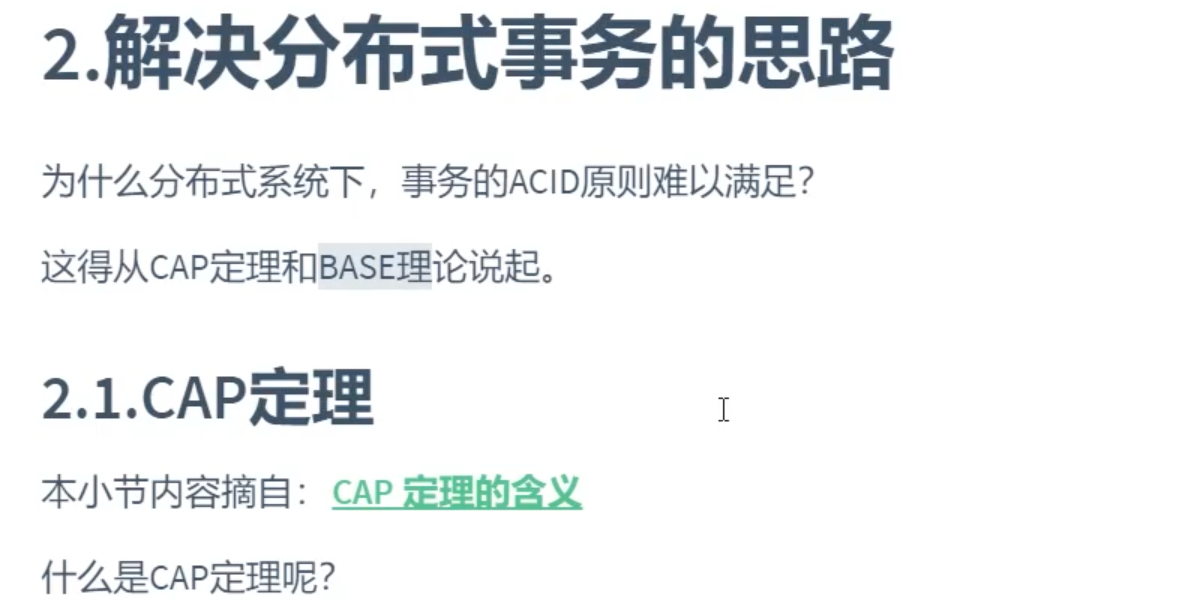 2.解决分布式事务的思路
为什么分布式系统下，事务的ACID原则难以满足？
这得从CAP定理和BASE理论说起。
2.1.CAP定理
本小节内容摘自：CAP 定理的含义
什么是CAP定理呢？